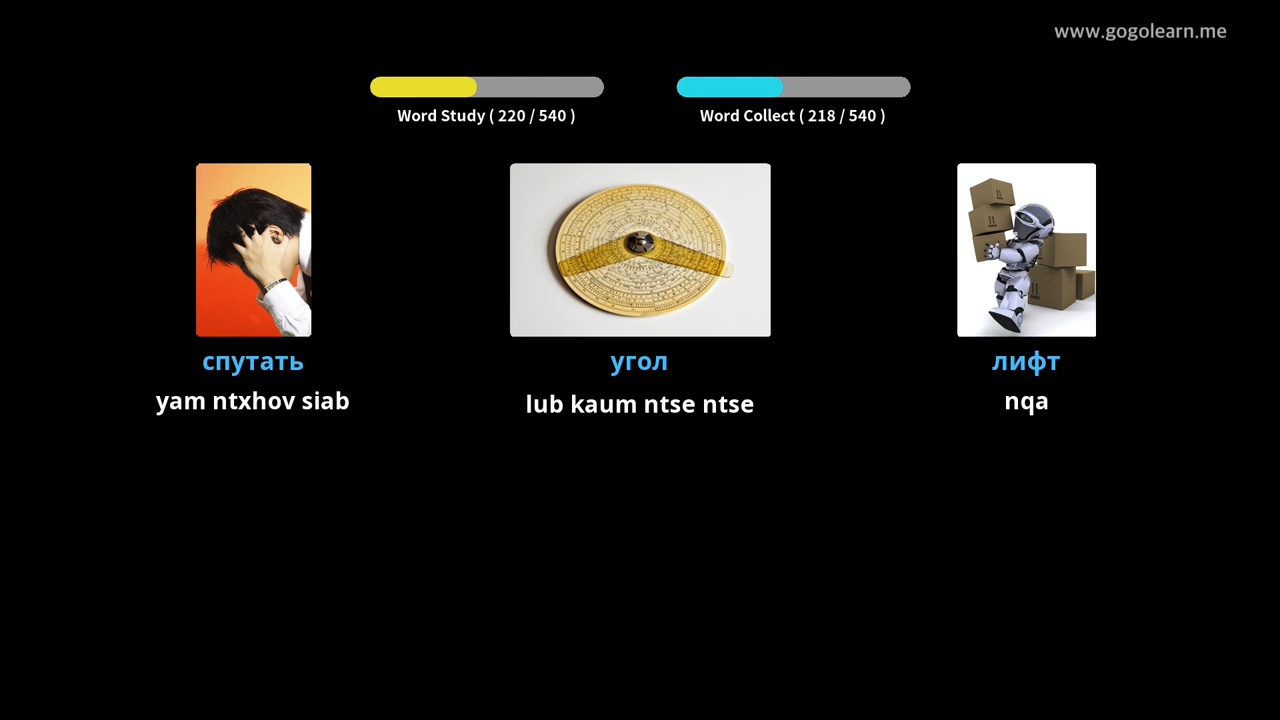 www.gogolearn.me
Word Study ( 220 / 540 )
Word Collect ( 218 / 540 )
спутать
угол
лифт
yam ntxhov siab
lub kaum ntse ntse
nqa